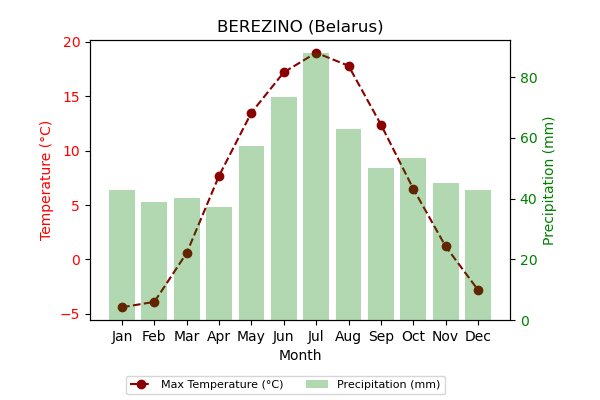 BEREZINO (Belarus)
20
15
10
5
0
−5
Temperature (°C)
80
60
40
20
0
Precipitation (mm)
Jan Feb Mar Apr May Jun Jul Aug Sep Oct Nov Dec
Month
Max Temperature (°C) Precipitation (mm)